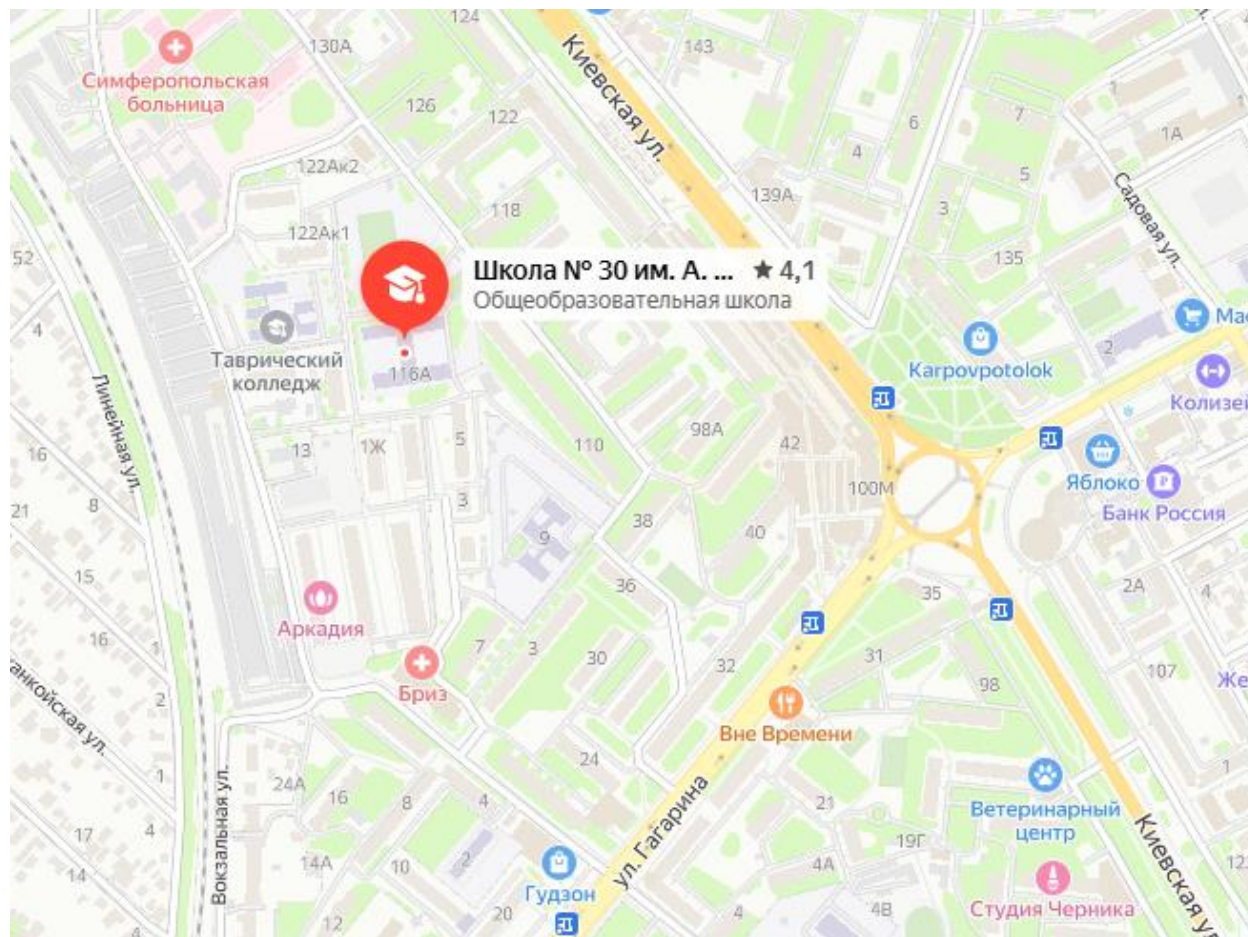 124
130А
143
Симферопольская
больница
126
122
Киевская ул.
7
1
1А
6
4
5
122Ак2
139А
3
Садовая ул.
118
122Ак1
52
135
Школа № 30 им. А. ...
4,1
Общеобразовательная школа
4
Таврический
колледж
116А
Karpovpotolok
2
Маг
Колизей
Линейная ул.
16
13
1Ж
5
110
98А
42
Яблоко
Банк Россия
21
8
3
100М
9
38
40
15
36
35
2А
4
Аркадия
16
1
7
3
30
32
31
98
107
Же
Бриз
2
анкойская ул.
Вне Времени
1
24А
16
8
4
24
21
Ветеринарный
центр
1
17
4
Вокзальная ул.
ул. Гагарина
19Г
Киевская ул.
14
14А
10
2
Гудзон
4А
12
20
4
4В
Студия Черника
4